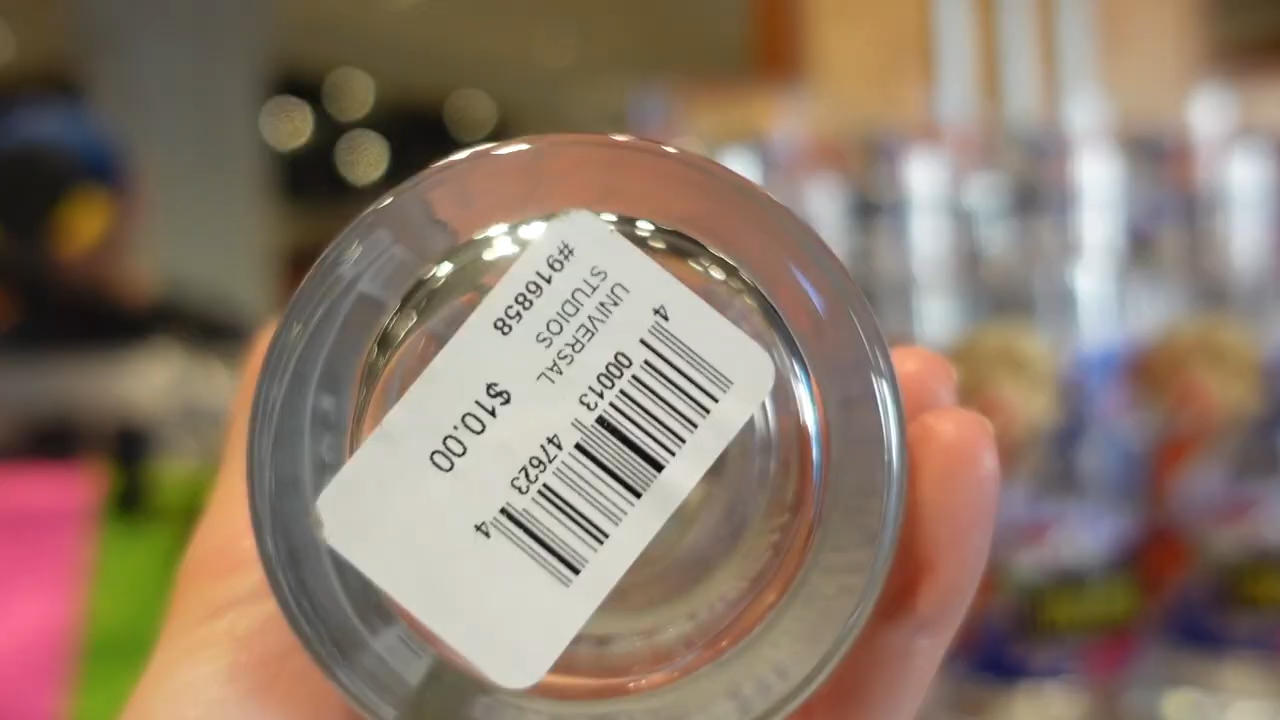 4 00013 47623 4
UNIVERSAL
STUDIOS
$10.00
#916858